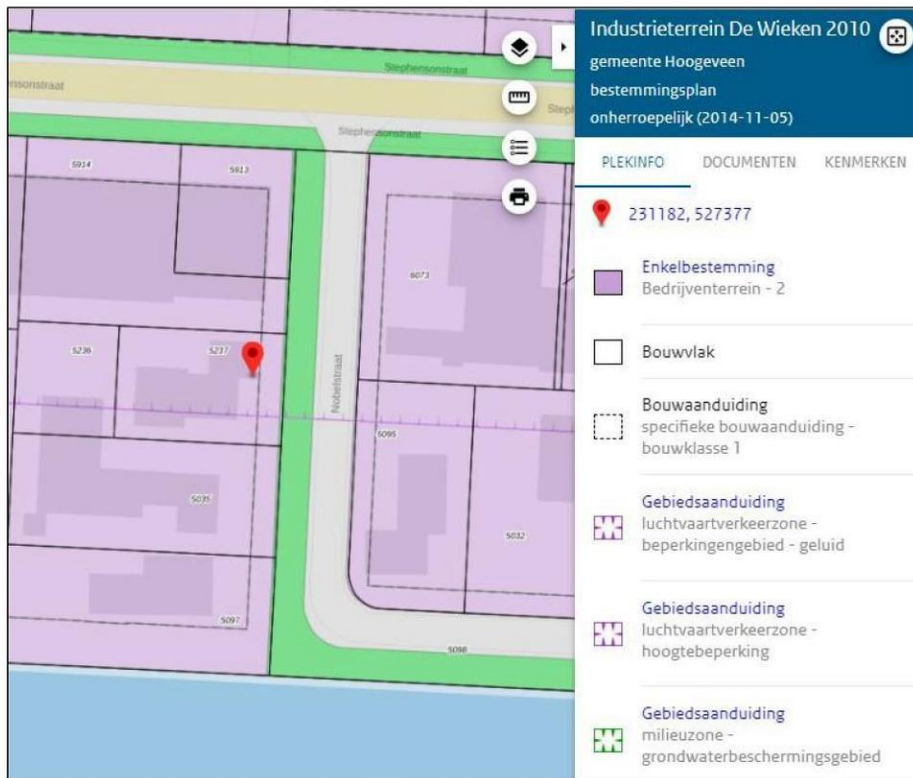 Stephensonstraat
nsonstraat
Steph
Stephensonstraat
5914
5913
6073
5236
5237
Nobelstraat
5095
5035
5032
5097
5098
Industrieterrein De Wieken 2010
gemeente Hoogeveen
bestemmingsplan
onherroepelijk (2014-11-05)
PLEKINFO DOCUMENTEN KENMERKEN
231182, 527377
Enkelbestemming
Bedrijventerrein - 2
Bouwvlak
Bouwaanduiding
specifieke bouwaanduiding -
bouwklasse 1
Gebiedsaanduiding
luchtvaartverkeerzone -
beperkingengebied - geluid
Gebiedsaanduiding
luchtvaartverkeerzone -
hoogtebeperking
Gebiedsaanduiding
milieuzone -
grondwaterbeschermingsgebied